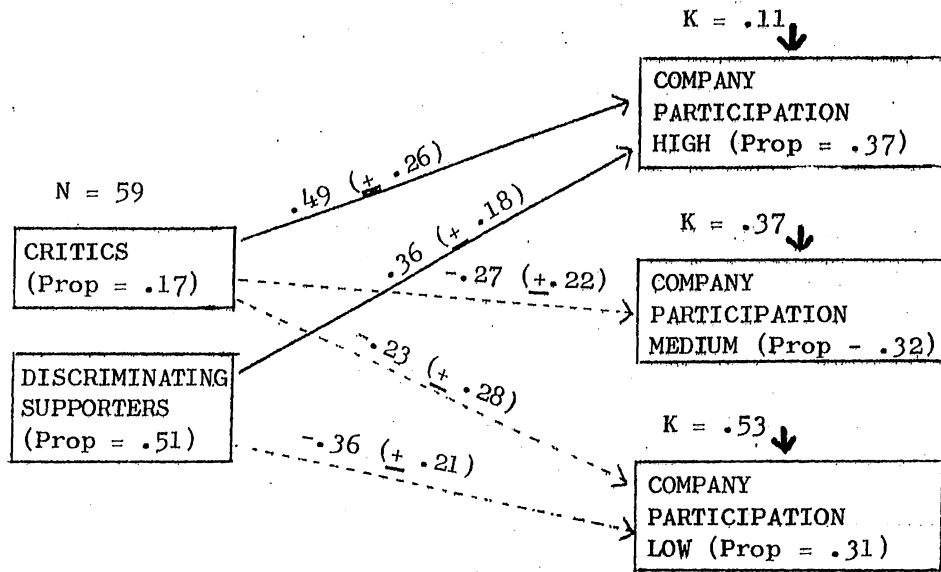 K = .11
COMPANY
PARTICIPATION
HIGH (Prop = .37)
.49 (± .26)
N = 59
.36 (± .18)
K = .37
CRITICS
(Prop = .17)
-.27 (±.22)
COMPANY
PARTICIPATION
MEDIUM (Prop - .32)
-.23 (± .28)
DISCRIMINATING
SUPPORTERS
(Prop = .51)
-.36 (± .21)
K = .53
COMPANY
PARTICIPATION
LOW (Prop = .31)